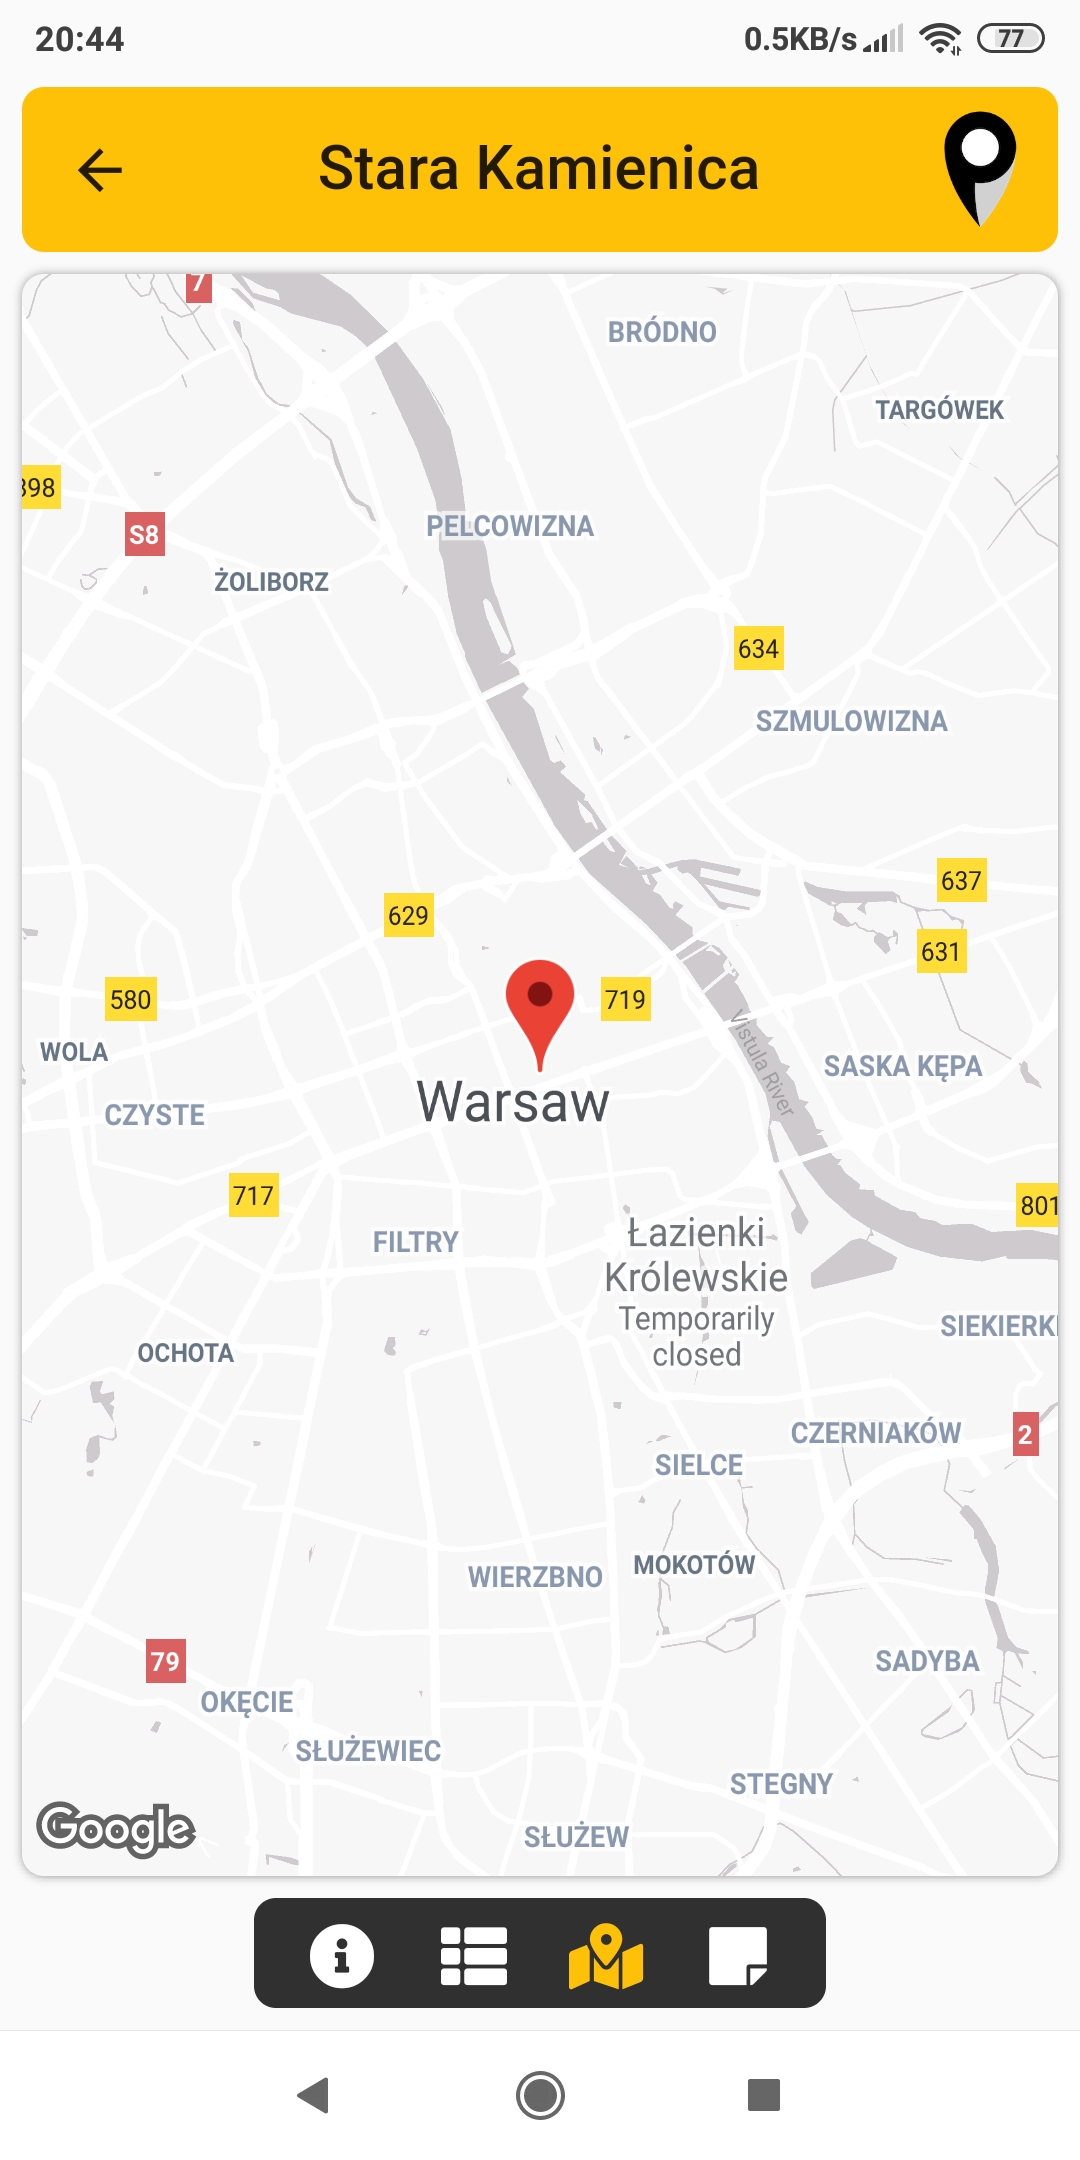 20:44
0.5KB/s
77
Stara Kamienica
7
BRÓDNO
TARGÓWEK
898
S8
PELCOWIZNA
ŻOLIBORZ
634
SZMULOWIZNA
637
629
631
580
719
WOLA
SASKA KĘPA
Vistula River
Warsaw
CZYSTE
717
801
FILTRY
Łazienki
Królewskie
Temporarily
closed
SIEKIERKI
OCHOTA
CZERNIAKÓW
2
SIELCE
WIERZBNO
MOKOTÓW
79
SADYBA
OKĘCIE
SŁUŻEWIEC
STEGNY
Google
SŁUŻEW